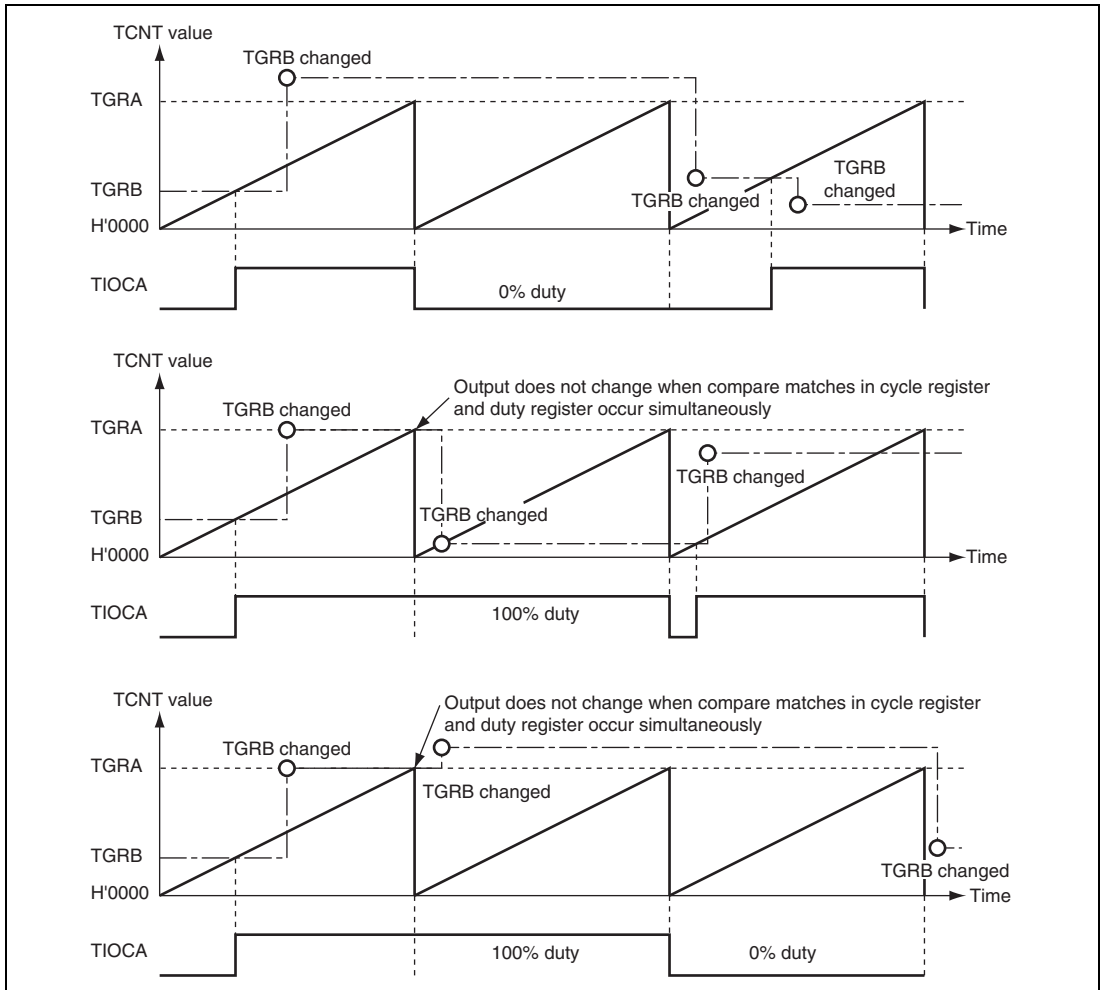 TCNT value
TGRB changed
TGRA
TGRB
TGRB changed
TGRB
changed
H'0000
Time
TIOCA
0% duty
TCNT value
Output does not change when compare matches in cycle register
and duty register occur simultaneously
TGRB changed
TGRA
TGRB changed
TGRB
TGRB changed
H'0000
Time
TIOCA
100% duty
TCNT value
Output does not change when compare matches in cycle register
and duty register occur simultaneously
TGRB changed
TGRA
TGRB changed
TGRB
TGRB changed
H'0000
Time
TIOCA
100% duty
0% duty